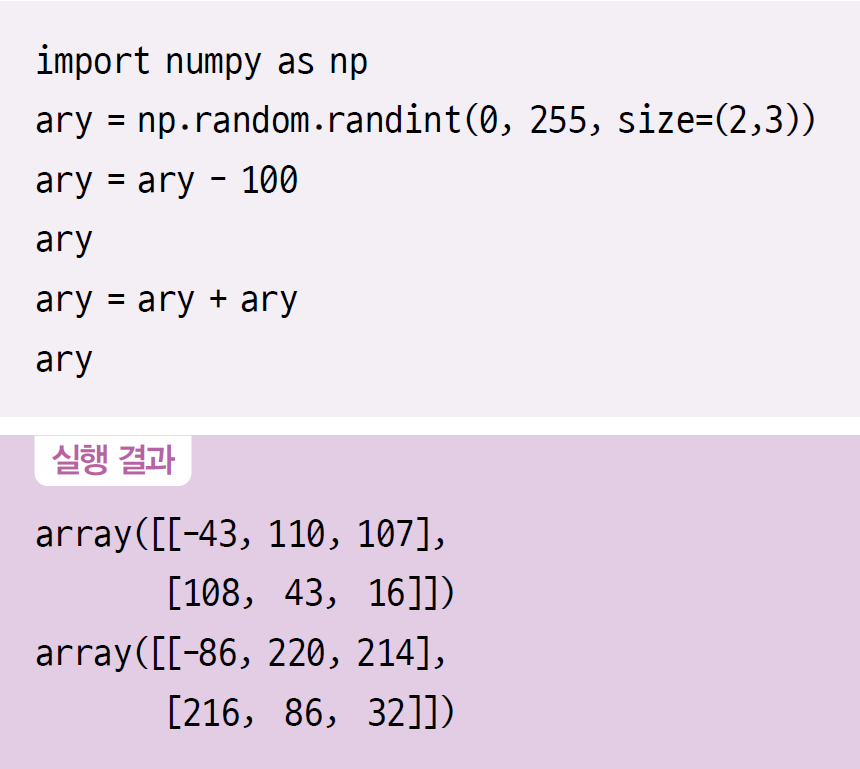 import numpy as np
ary = np.random.randint(0, 255, size=(2,3))
ary = ary - 100
ary
ary = ary + ary
ary
실행 결과
array([[-43, 110, 107],
[108, 43, 16]])
array([[-86, 220, 214],
[216, 86, 32]])